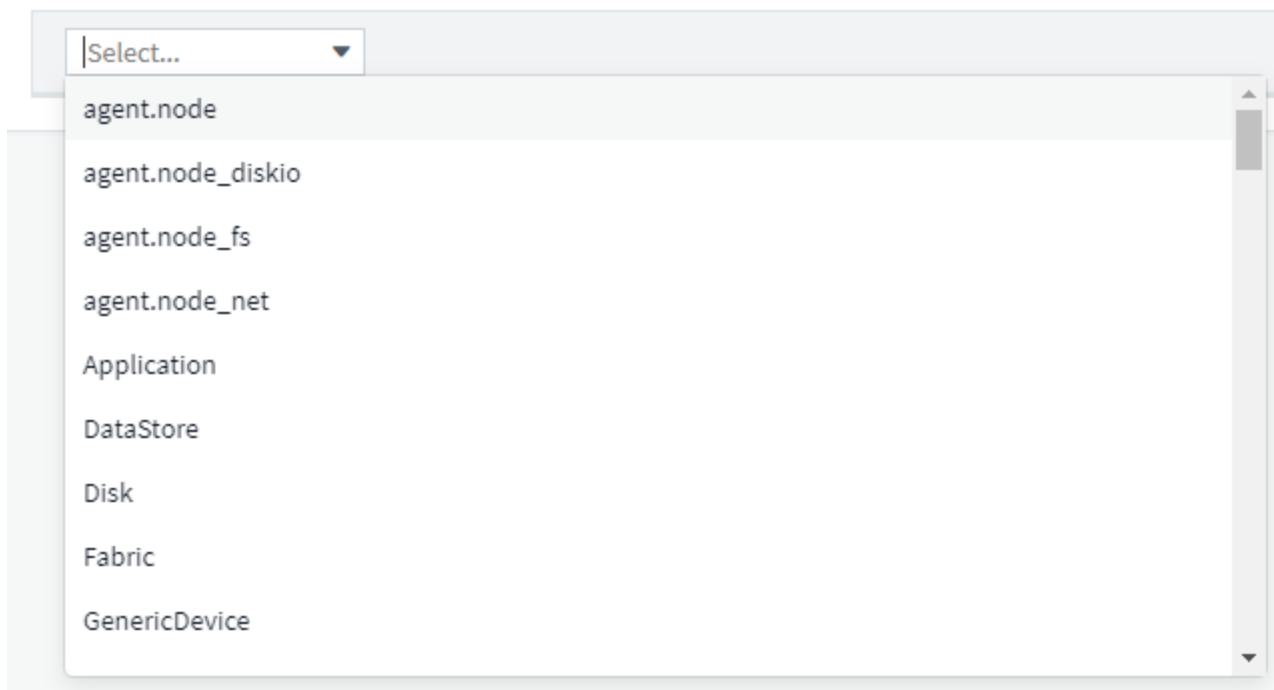 Select...
agent.node
agent.node_diskio
agent.node_fs
agent.node_net
Application
DataStore
Disk
Fabric
GenericDevice